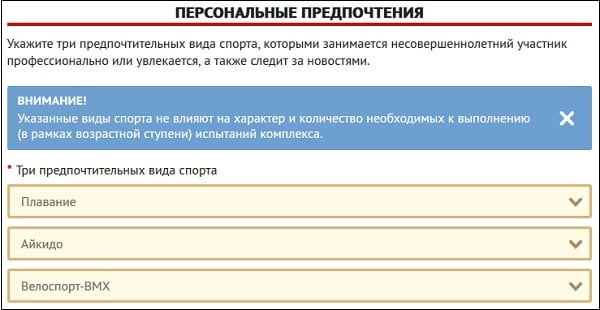 ПЕРСОНАЛЬНЫЕ ПРЕДПОЧТЕНИЯ
Укажите три предпочтительных вида спорта, которыми занимается несовершеннолетний участник
профессионально или увлекается, а также следит за новостями.
ВНИМАНИЕ!
Указанные виды спорта не влияют на характер и количество необходимых к выполнению
(в рамках возрастной ступени) испытаний комплекса.
* Три предпочтительных вида спорта
Плавание
Айкидо
Велоспорт-BMX